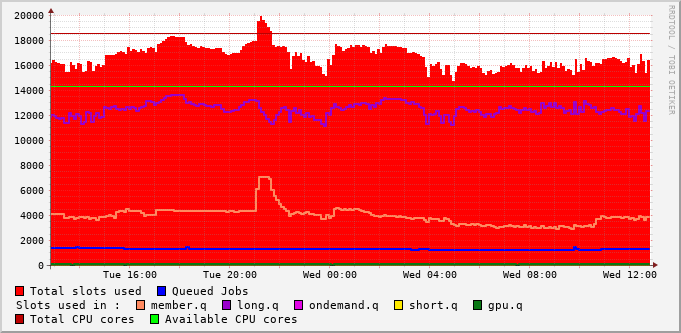 20000
18000
16000
14000
12000
10000
8000
6000
4000
2000
0
Tue 16:00 Tue 20:00 Wed 00:00 Wed 04:00 Wed 08:00 Wed 12:00
RRDTOOL / TOBI OETIKER
Total slots used Queued Jobs
Slots used in : member.q long.q ondemand.q short.q gpu.q
Total CPU cores Available CPU cores